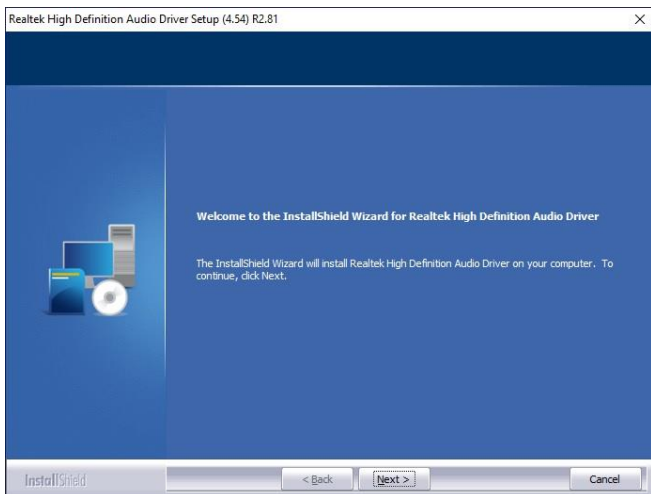 Realtek High Definition Audio Driver Setup (4.54) R2.81
Welcome to the InstallShield Wizard for Realtek High Definition Audio Driver
The InstallShield Wizard will install Realtek High Definition Audio Driver on your computer. To
continue, click Next.
InstallShield
< Back
Next >
Cancel